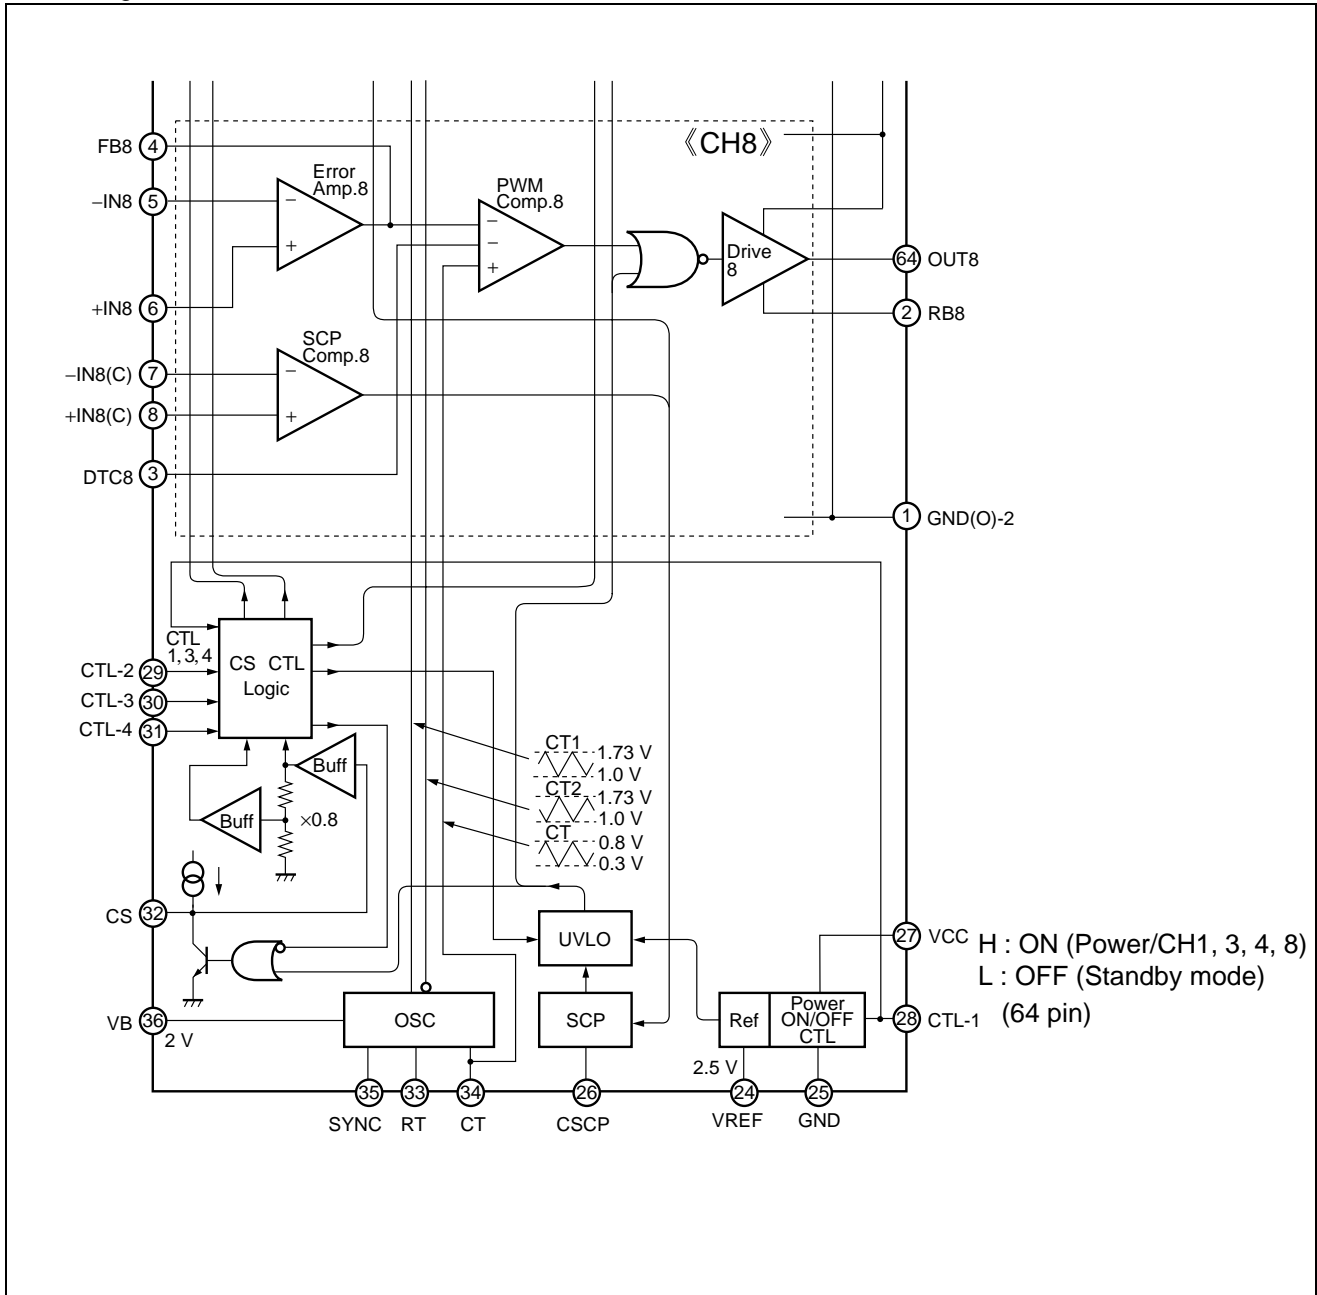 《CH8》
FB8 4
Error
Amp.8
PWM
Comp.8
−IN8 5
−
+
−
−
+
Drive
8
64 OUT8
+IN8 6
2 RB8
SCP
Comp.8
−IN8(C) 7
−
+IN8(C) 8
+
DTC8 3
1 GND(O)-2
CTL
1, 3, 4
CS CTL
Logic
CTL-2 29
CTL-3 30
CTL-4 31
Buff
Buff
×0.8
CT1
1.73 V
1.0 V
CT2
1.73 V
1.0 V
CT
0.8 V
0.3 V
CS 32
UVLO
27 VCC
H : ON (Power/CH1, 3, 4, 8)
L : OFF (Standby mode)
(64 pin)
VB 36
2 V
OSC
SCP
Ref
Power
ON/OFF
CTL
28 CTL-1
2.5 V
35 33 34 26 24 25
SYNC RT CT CSCP VREF GND